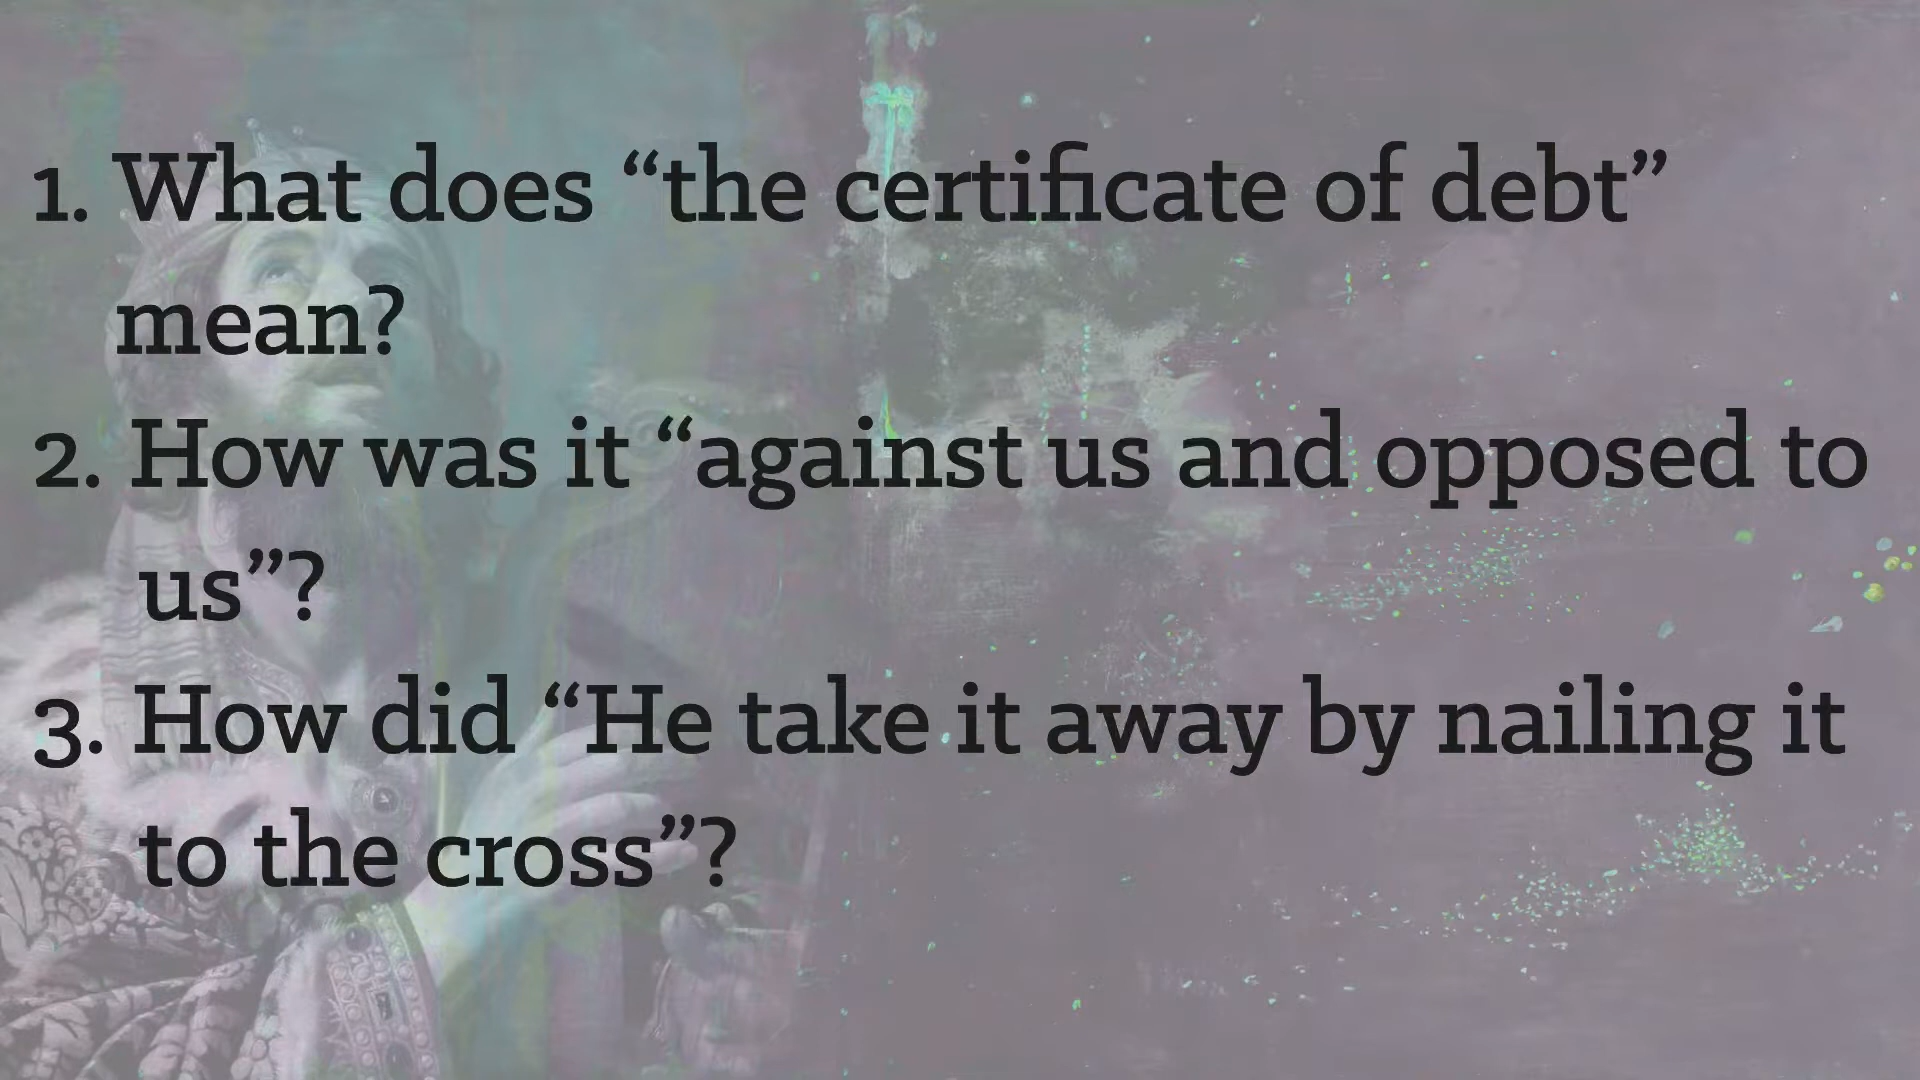 1. What does “the certificate of debt”
mean?
2. How was it “against us and opposed to
us”?
3. How did “He take it away by nailing it
to the cross”?